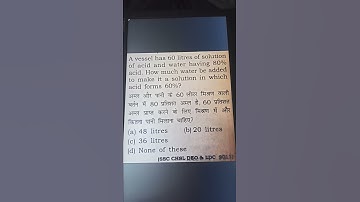 A vessel has 60 litres of solution
of acid and water having 80%
acid. How much water be added
to make it a solution in which
acid forms 60%?
अम्ल और पानी के 60 लीटर मिश्रण वाले
बर्तन में 80 प्रतिशत अम्ल है, 60 प्रतिशत
अम्ल प्राप्त करने के लिए मिश्रण में और
कितना पानी मिलाना चाहिए?
(a) 48 litres (b) 20 litres
(c) 36 litres
(d) None of these
(SSC CHSL DEO & LDC